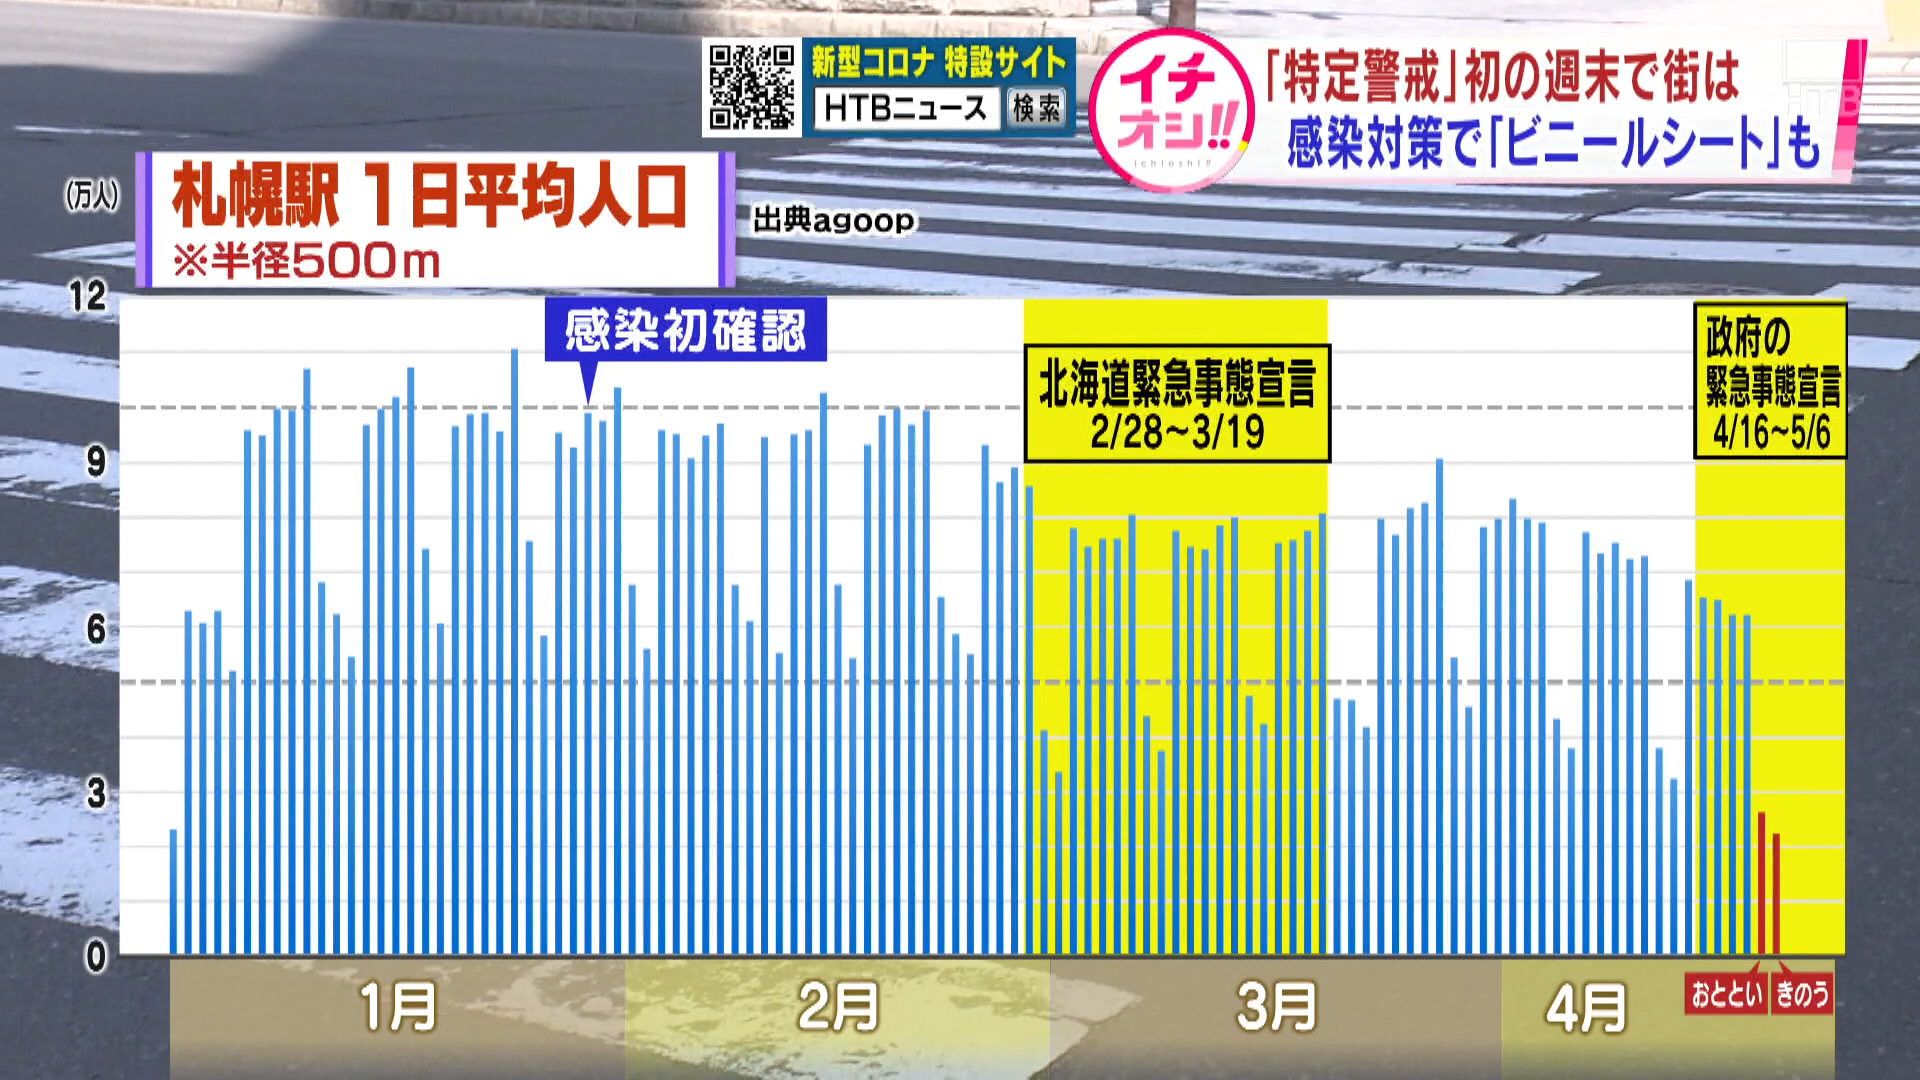 新型コロナ 特設サイト
HTBニュース 検索
イチ
オシ!!
ichioshi!!
「特定警戒」初の週末で街は
感染対策で「ビニールシート」も
HTB
(万人)
札幌駅 1日平均人口
※半径500m
出典agoop
12
9
6
3
0
感染初確認
北海道緊急事態宣言
2/28~3/19
政府の
緊急事態宣言
4/16~5/6
1月
2月
3月
4月
おととい
きのう